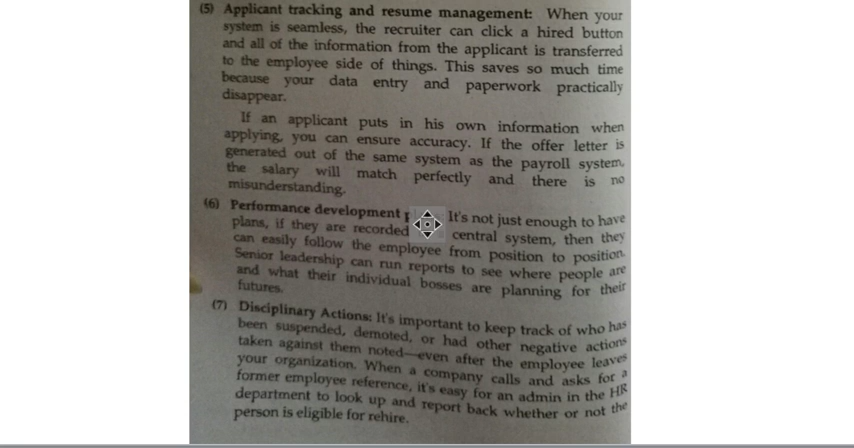 (5) Applicant tracking and resume management: When your
system is seamless, the recruiter can click a hired button
and all of the information from the applicant is transferred
to the employee side of things. This saves so much time
because your data entry and paperwork practically
disappear.
If an applicant puts in his own information when
applying, you can ensure accuracy. If the offer letter is
generated out of the same system as the payroll system,
the salary will match perfectly and there is no
misunderstanding.
(6) Performance development It's not just enough to have
plans, if they are recorded central system, then they
can easily follow the employee from position to position.
Senior leadership can run reports to see where people are
and what their individual bosses are planning for their
futures.
(7) Disciplinary Actions: It's important to keep track of who has
been suspended, demoted, or had other negative actions
taken against them noted—even after the employee leaves
your organization. When a company calls and asks for a
former employee reference, it's easy for an admin in the HR
department to look up and report back whether or not the
person is eligible for rehire.